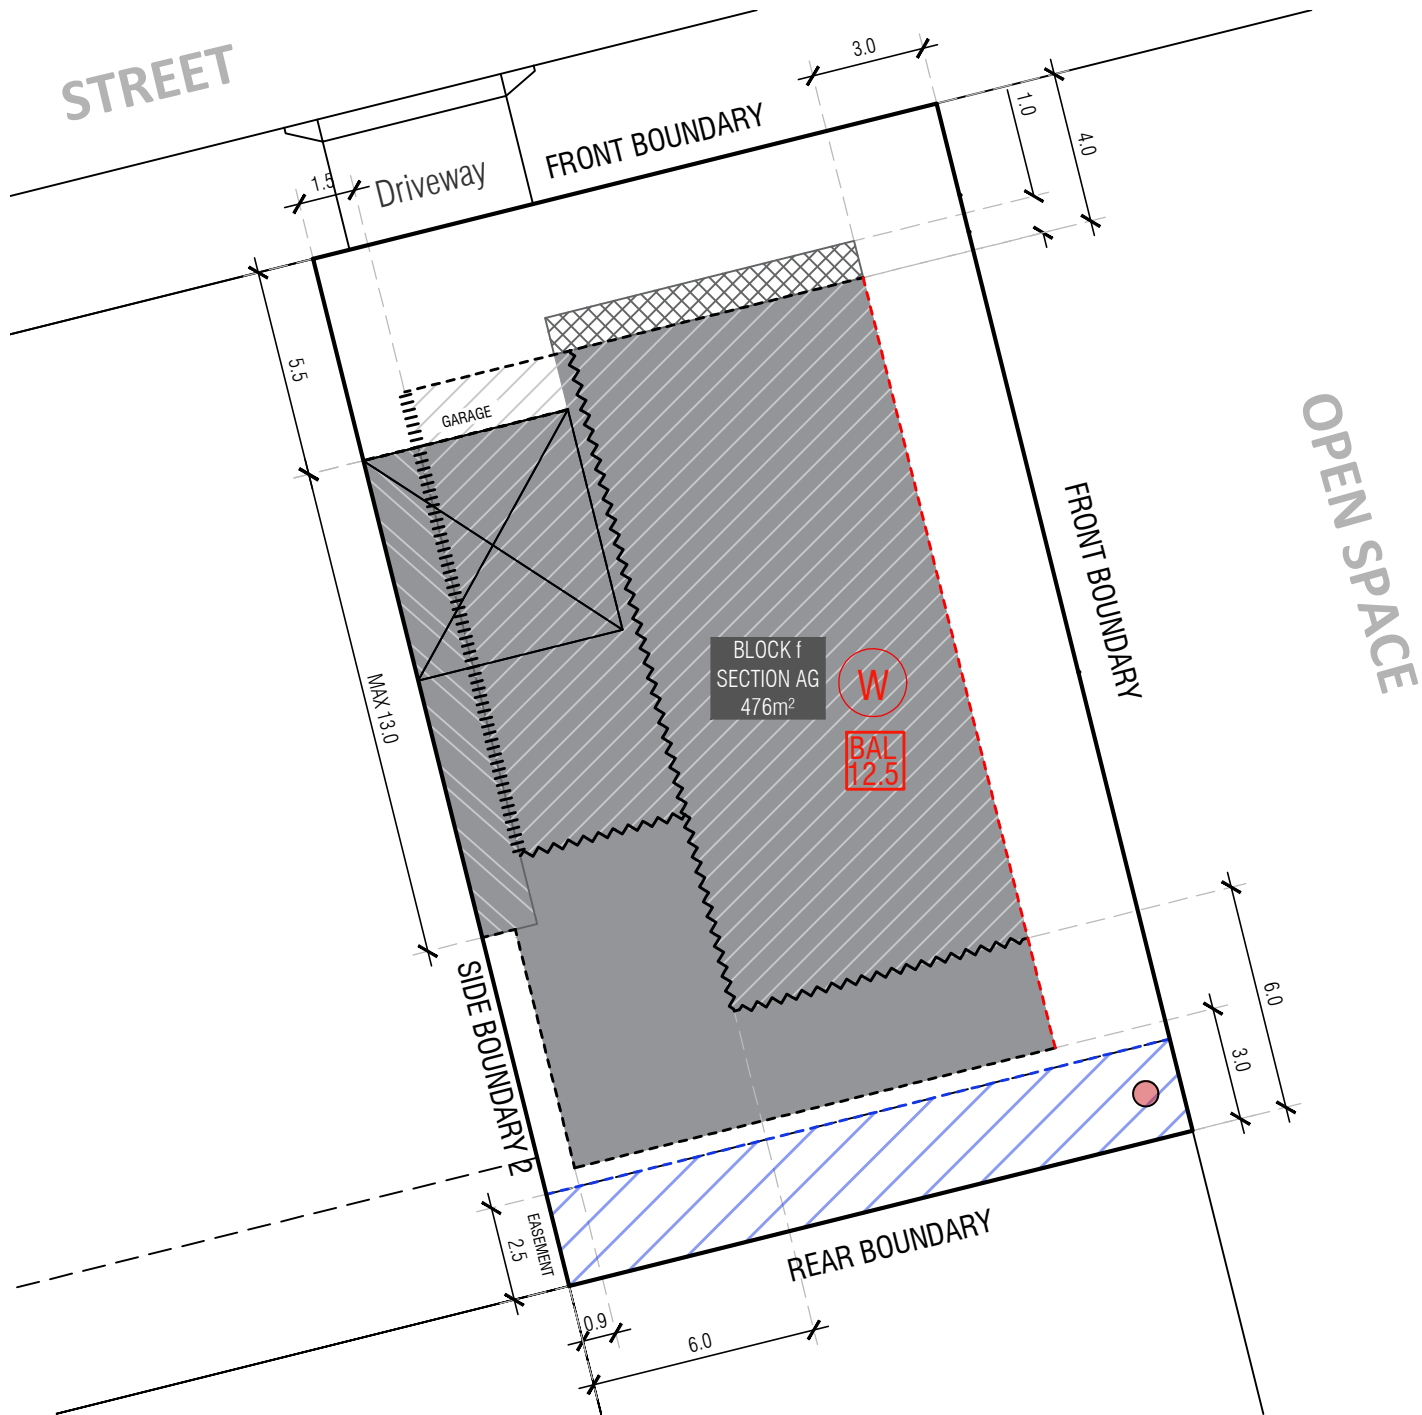 STREET
3.0
1.0
4.0
FRONT BOUNDARY
Driveway
1.5
5.5
GARAGE
OPEN SPACE
FRONT BOUNDARY
BLOCK f
SECTION AG
476m²
W
BAL
12.5
MAX 13.0
SIDE BOUNDARY 2
6.0
3.0
EASEMENT
2.5
REAR BOUNDARY
0.9
6.0